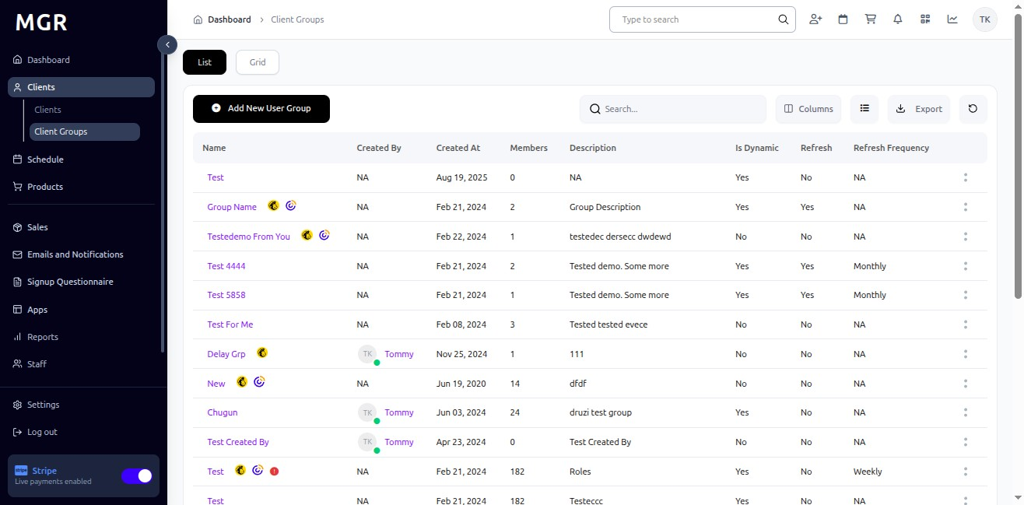 MGR
Dashboard
Clients
Clients
Client Groups
Schedule
Products
Sales
Emails and Notifications
Signup Questionnaire
Apps
Reports
Staff
Settings
Log out
Stripe
Live payments enabled
Dashboard > Client Groups
Type to search
TK
List Grid
Add New User Group
Search...
Columns
Export
Name Created By Created At Members Description Is Dynamic Refresh Refresh Frequency
Test NA Aug 19, 2025 0 NA Yes No NA
Group Name NA Feb 21, 2024 2 Group Description Yes Yes NA
Testedemo From You NA Feb 22, 2024 1 testedec dersecc dwdewd No No NA
Test 4444 NA Feb 21, 2024 2 Tested demo. Some more Yes Yes Monthly
Test 5858 NA Feb 21, 2024 1 Tested demo. Some more Yes Yes Monthly
Test For Me NA Feb 08, 2024 3 Tested tested evece No No NA
Delay Grp TK Tommy Nov 25, 2024 1 111 No No NA
New NA Jun 19, 2020 14 dfdf No No NA
Chugun TK Tommy Jun 03, 2024 24 druzi test group Yes No NA
Test Created By TK Tommy Apr 23, 2024 0 Test Created By No No NA
Test NA Feb 21, 2024 182 Roles Yes No Weekly
Test NA Feb 21, 2024 182 Testeccc Yes No NA